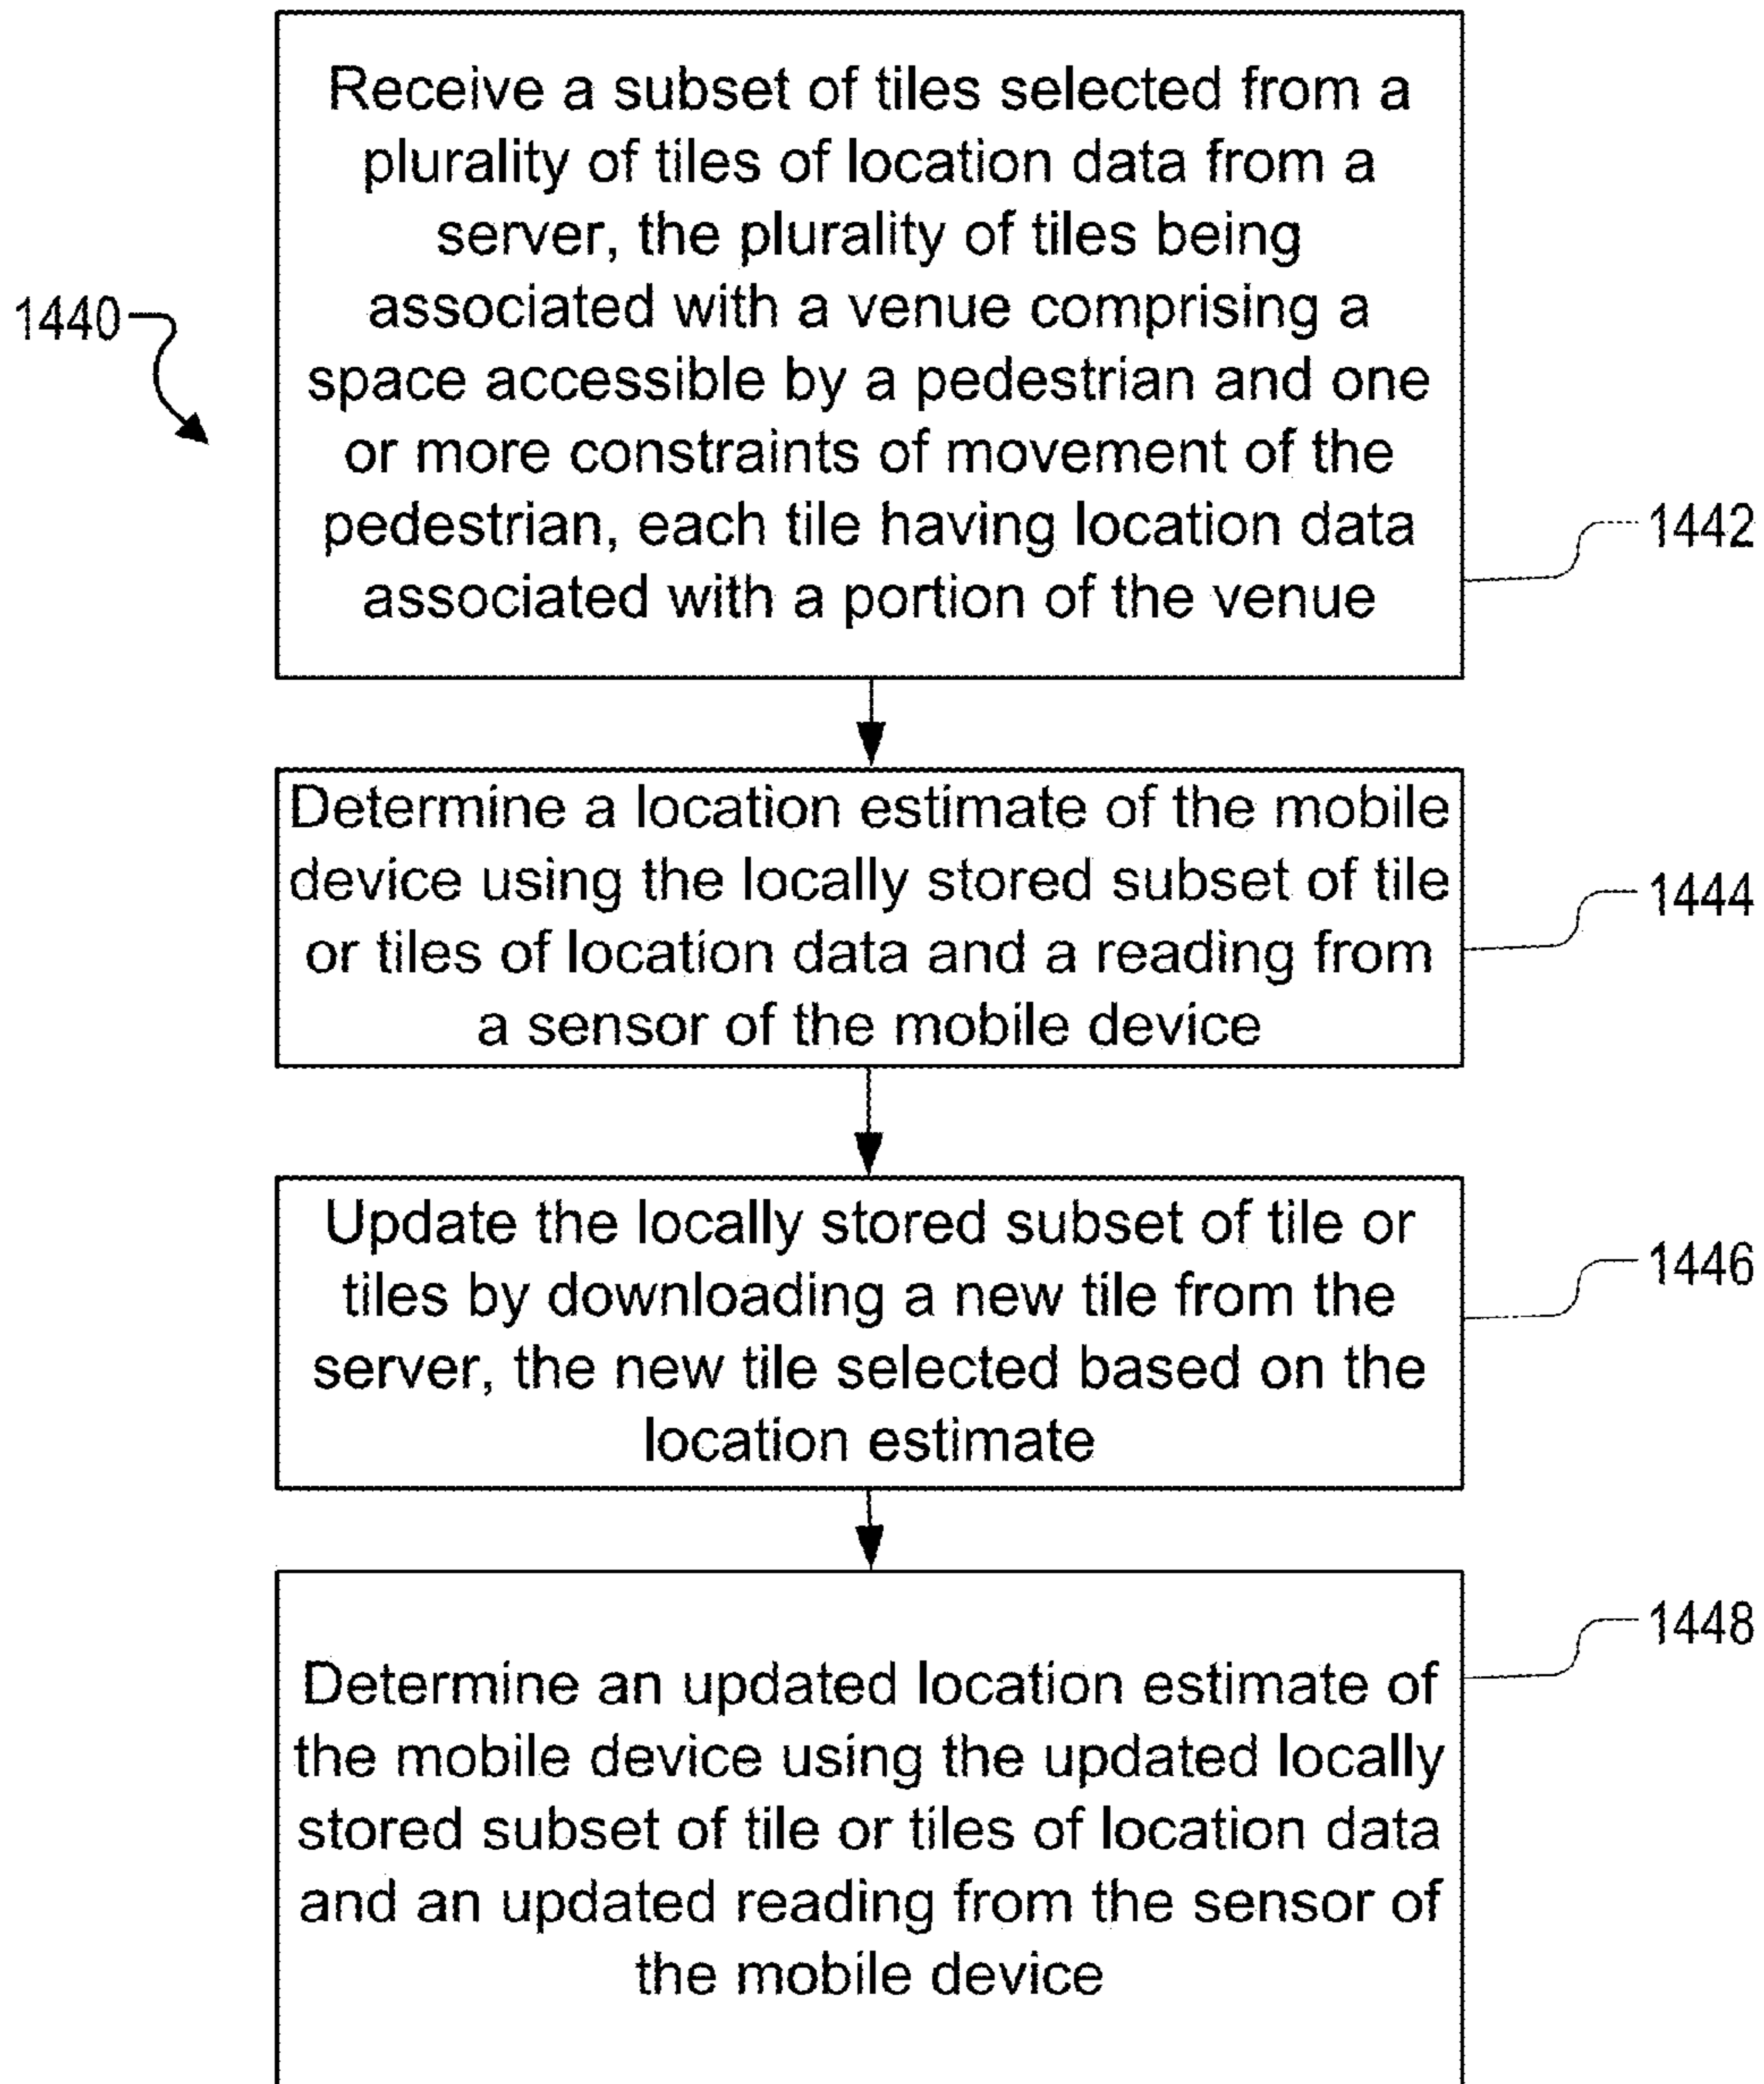 Receive a subset of tiles selected from a
plurality of tiles of location data from a
server, the plurality of tiles being
associated with a venue comprising a
space accessible by a pedestrian and one
or more constraints of movement of the
pedestrian, each tile having location data
associated with a portion of the venue
1440
1442
Determine a location estimate of the mobile
device using the locally stored subset of tile
or tiles of location data and a reading from
a sensor of the mobile device
1444
Update the locally stored subset of tile or
tiles by downloading a new tile from the
server, the new tile selected based on the
location estimate
1446
Determine an updated location estimate of
the mobile device using the updated locally
stored subset of tile or tiles of location data
and an updated reading from the sensor of
the mobile device
1448